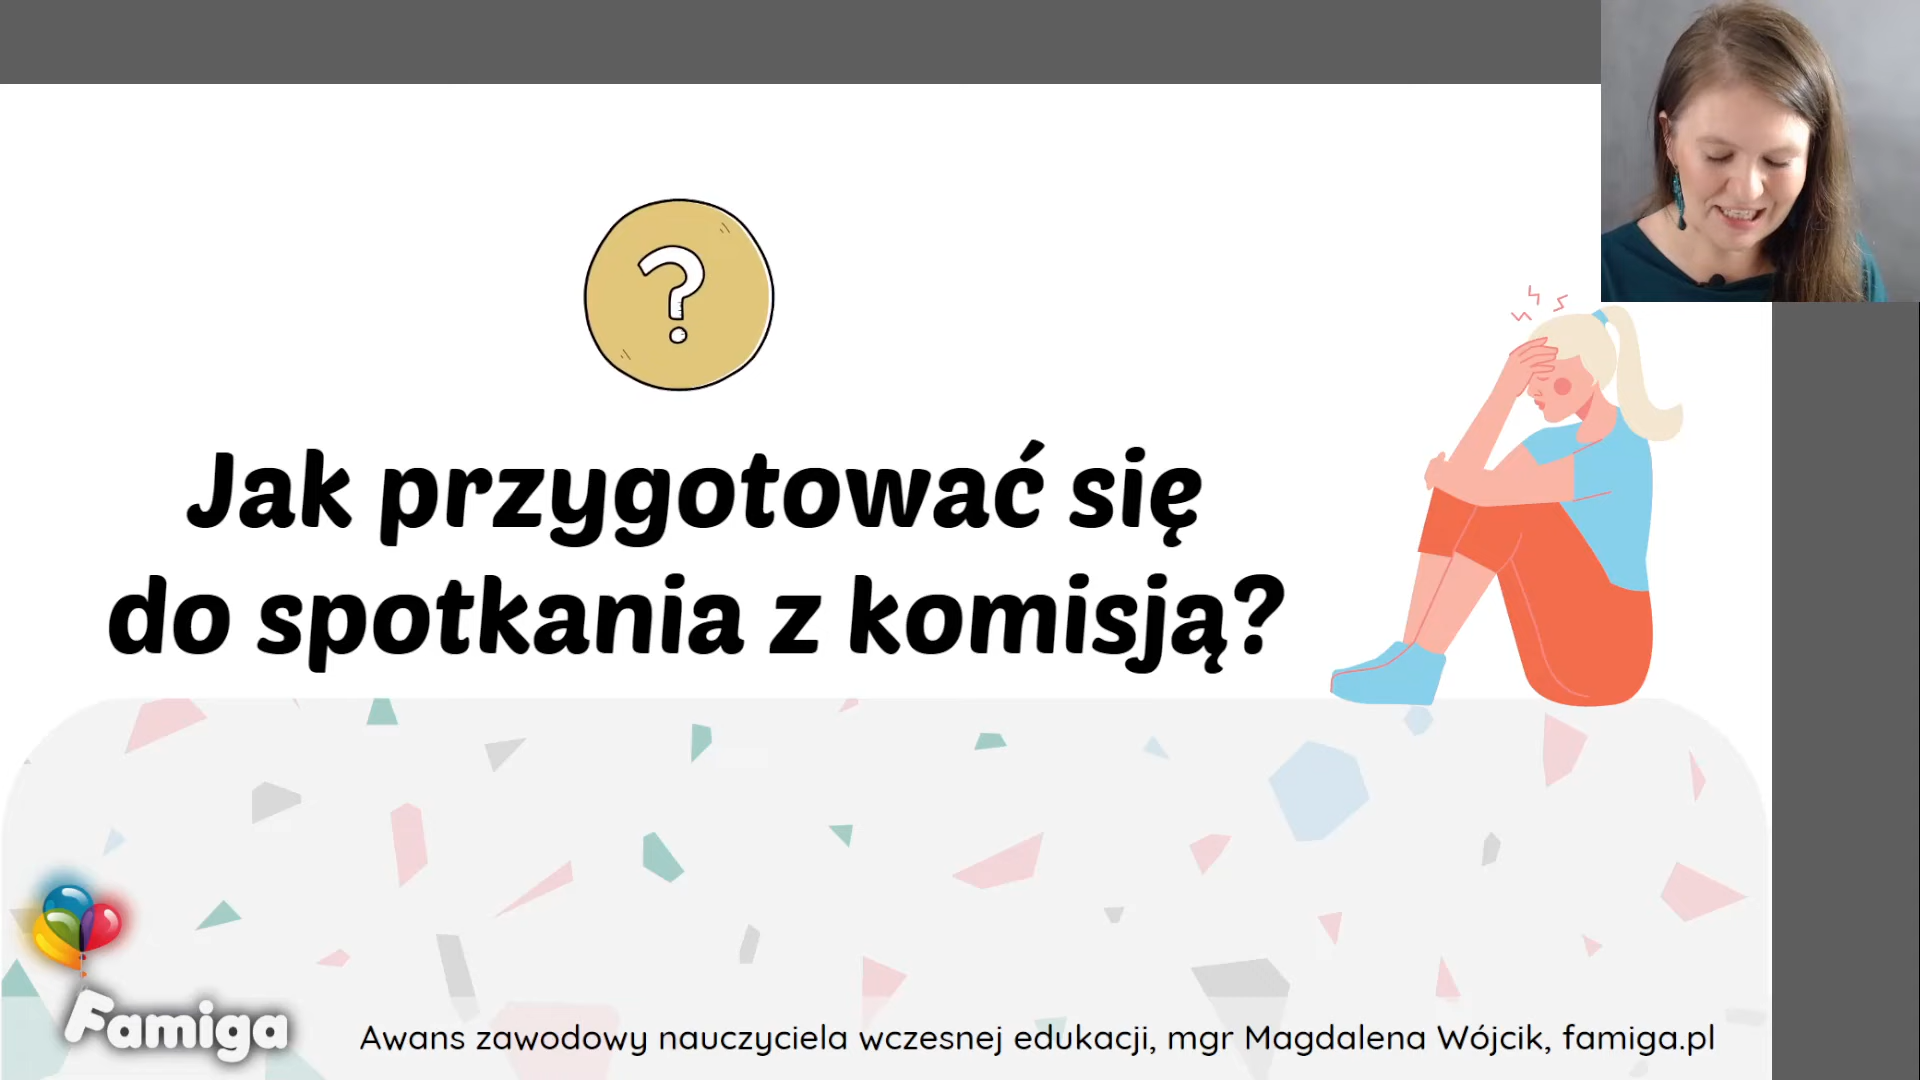 ?
Jak przygotować się
do spotkania z komisją?
Famiga
Awans zawodowy nauczyciela wczesnej edukacji, mgr Magdalena Wójcik, famiga.pl